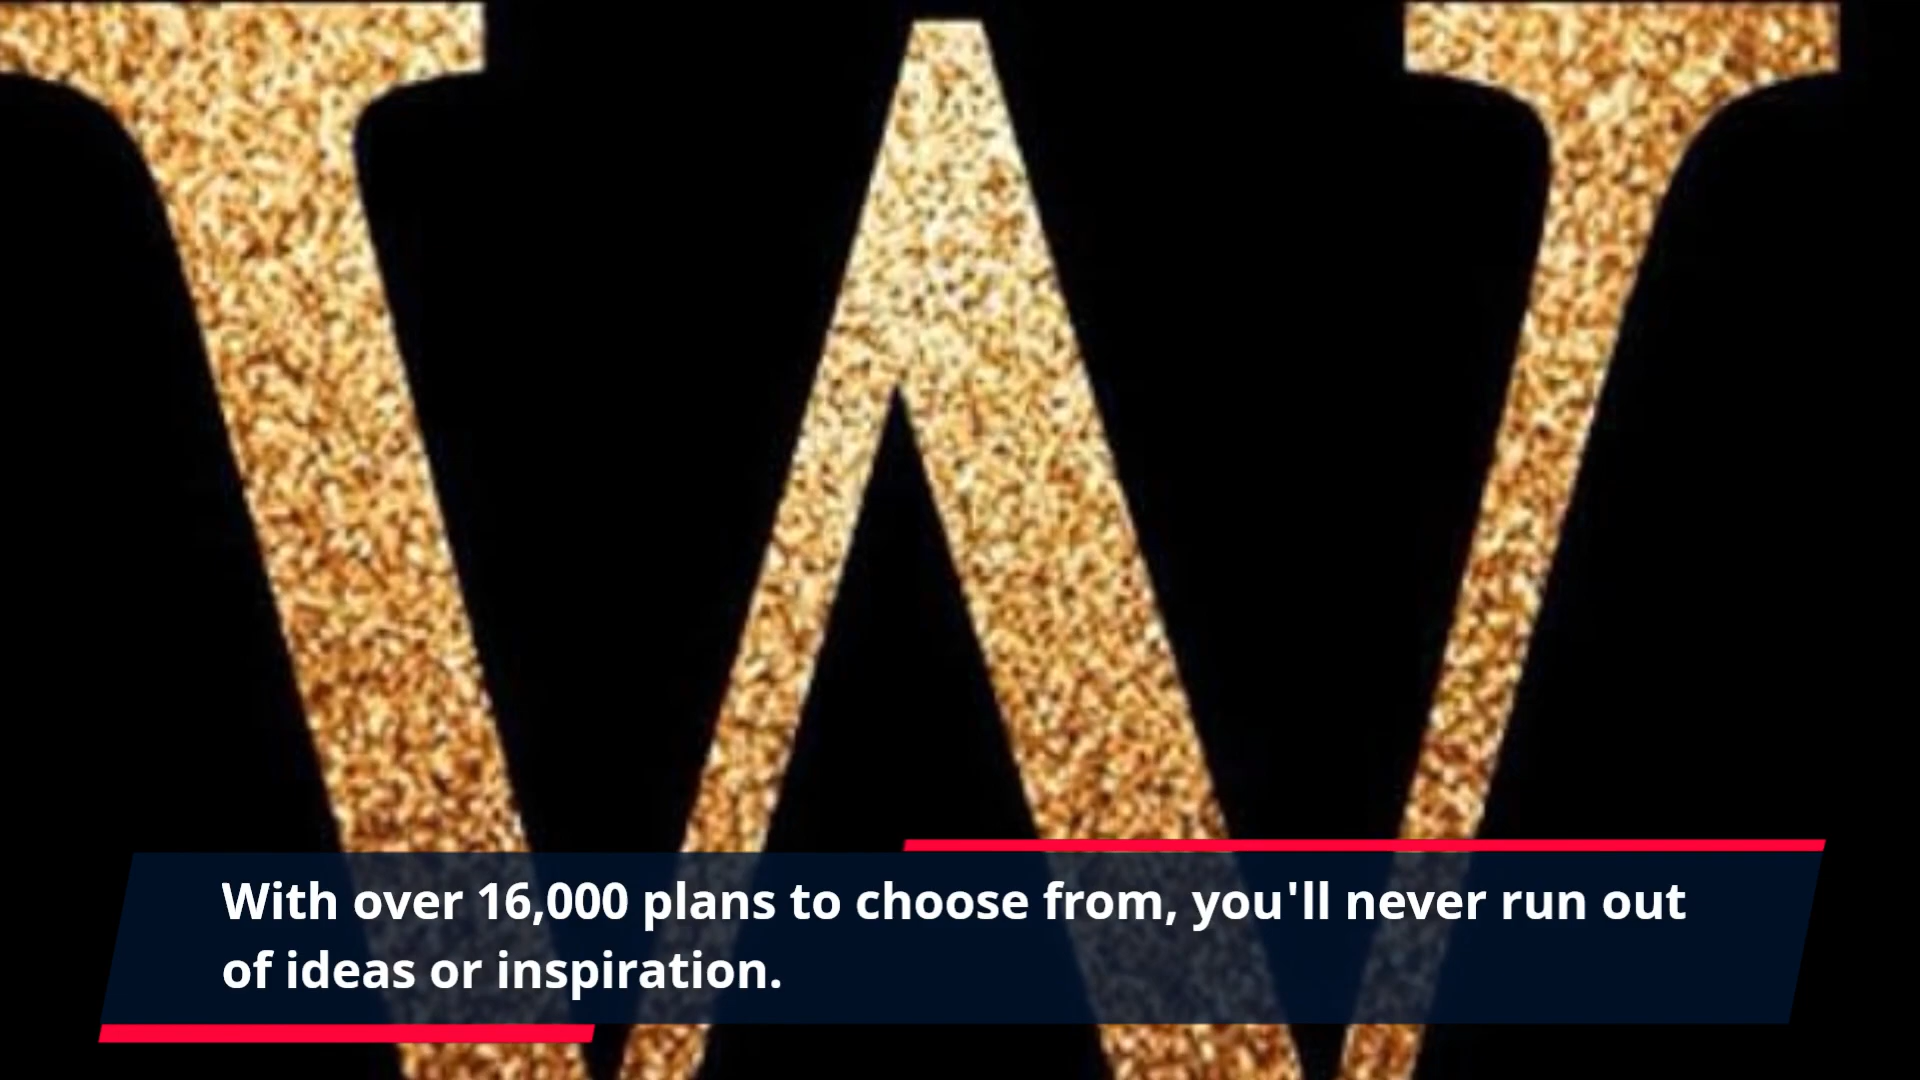 W
With over 16,000 plans to choose from, you'll never run out
of ideas or inspiration.